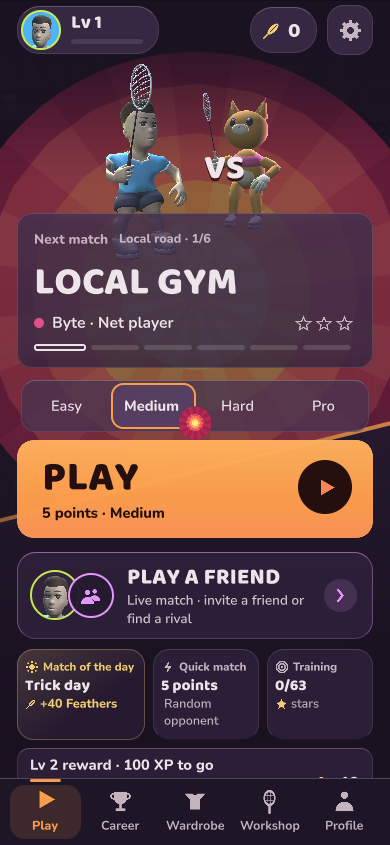 Lv 1
0
VS
Next match · Local road · 1/6
LOCAL GYM
Byte · Net player
Easy
Medium
Hard
Pro
PLAY
5 points · Medium
PLAY A FRIEND
Live match · invite a friend or
find a rival
Match of the day
Trick day
+40 Feathers
Quick match
5 points
Random
opponent
Training
0/63
stars
Lv 2 reward · 100 XP to go
Play
Career
Wardrobe
Workshop
Profile